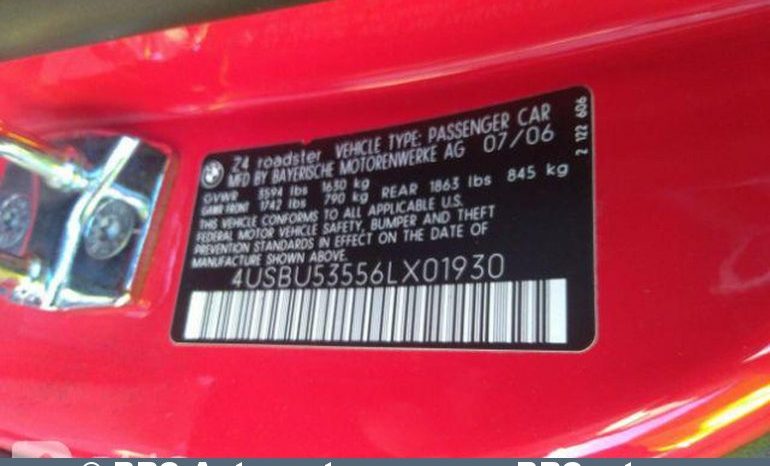 Z4 roadster VEHICLE TYPE: PASSENGER CAR
MFD BY BAYERISCHE MOTORENWERKE AG 07/06
GVWR 3594 lbs 1630 kg
GAWR FRONT 1742 lbs 790 kg REAR 1863 lbs 845 kg
THIS VEHICLE CONFORMS TO ALL APPLICABLE U.S.
FEDERAL MOTOR VEHICLE SAFETY, BUMPER AND THEFT
PREVENTION STANDARDS IN EFFECT ON THE DATE OF
MANUFACTURE SHOWN ABOVE.
4USBU53556LX01930
2 122 606